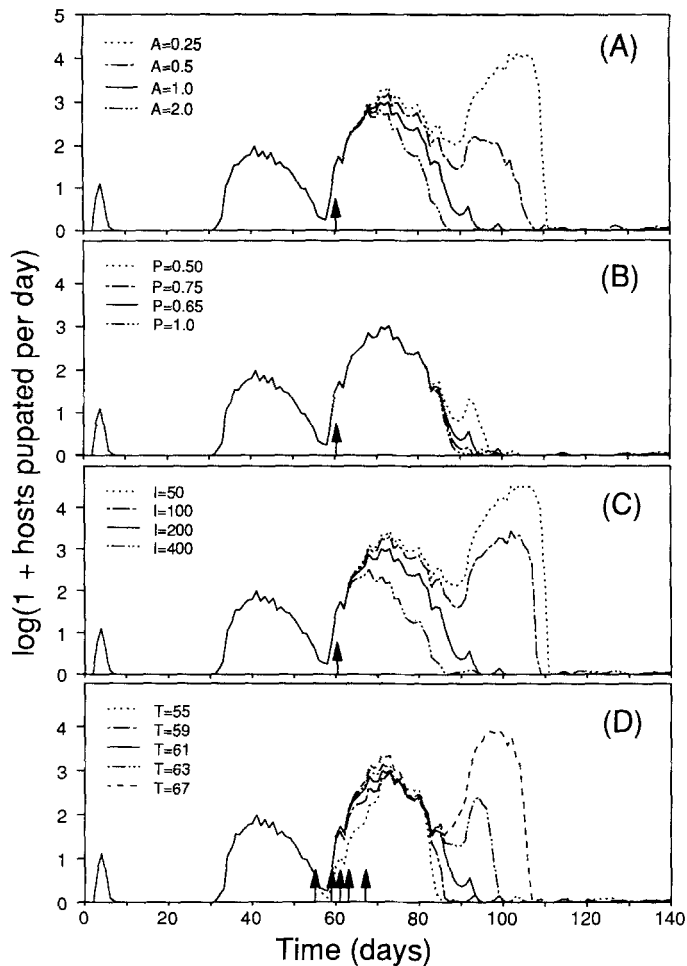 5
4
3
2
1
0
A=0.25
A=0.5
A=1.0
A=2.0
(A)
4
3
2
1
0
P=0.50
P=0.75
P=0.65
P=1.0
(B)
4
3
2
1
0
I=50
I=100
I=200
I=400
(C)
4
3
2
1
0
T=55
T=59
T=61
T=63
T=67
(D)
0 20 40 60 80 100 120 140
Time (days)
log(1 + hosts pupated per day)